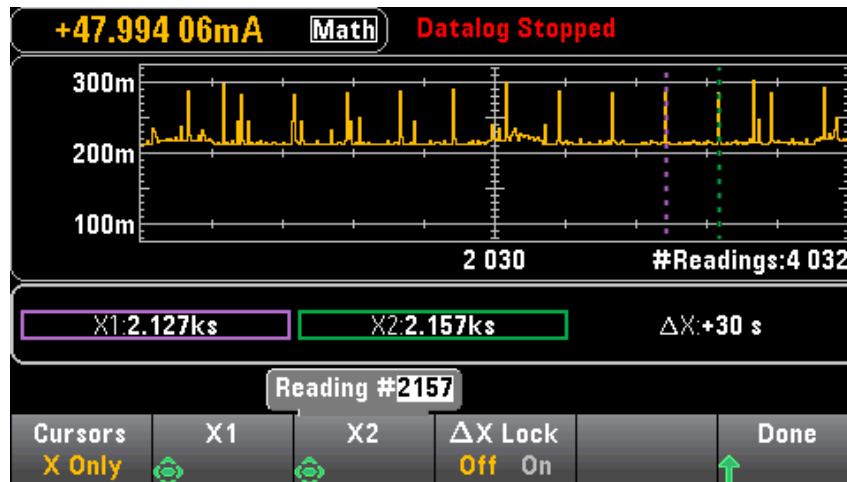 +47.994 06mA Math Datalog Stopped
300m
200m
100m
2 030 #Readings:4 032
X1:2.127ks X2:2.157ks ΔX:+30 s
Reading #2157
Cursors X1 X2 ΔX Lock Done
X Only Off On